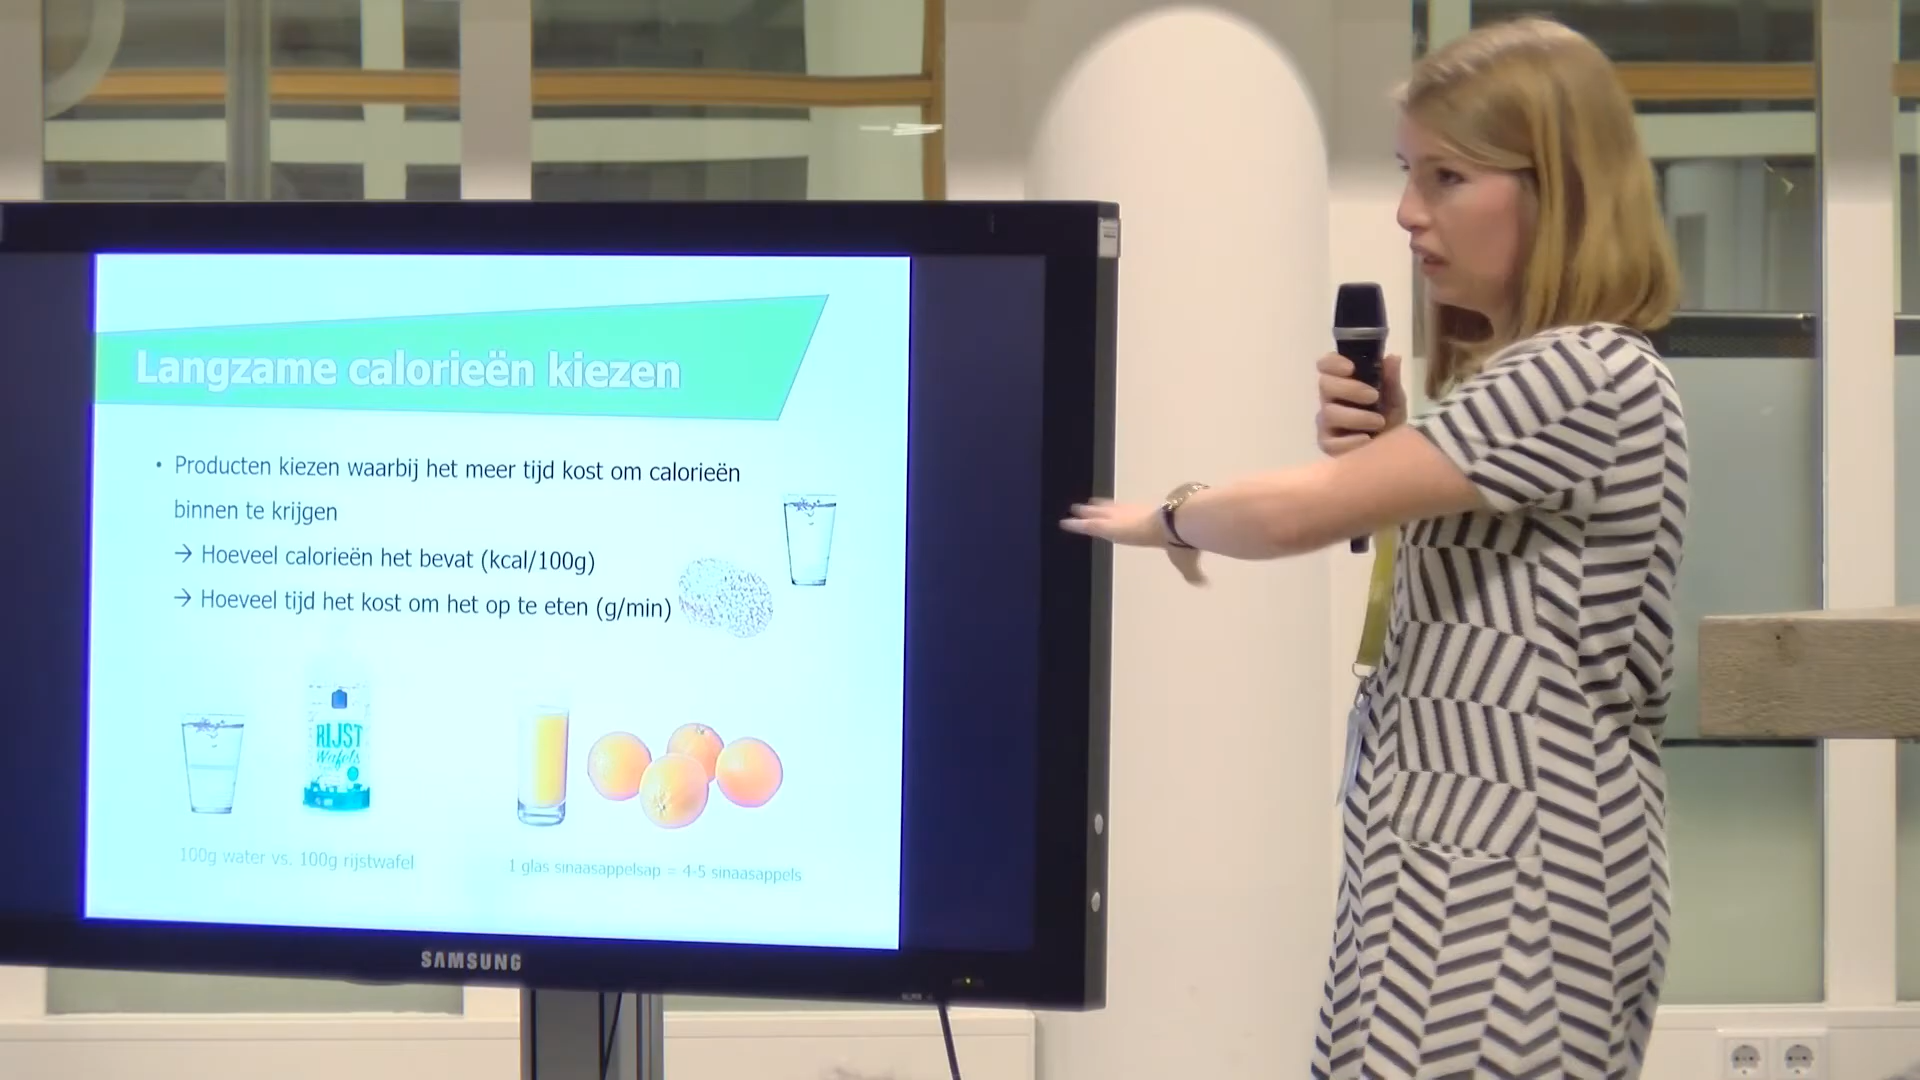 Langzame calorieën kiezen
• Producten kiezen waarbij het meer tijd kost om calorieën
binnen te krijgen
→ Hoeveel calorieën het bevat (kcal/100g)
→ Hoeveel tijd het kost om het op te eten (g/min)
RIJST
Wafels
100g water vs. 100g rijstwafel
1 glas sinaasappelsap = 4-5 sinaasappels
SAMSUNG